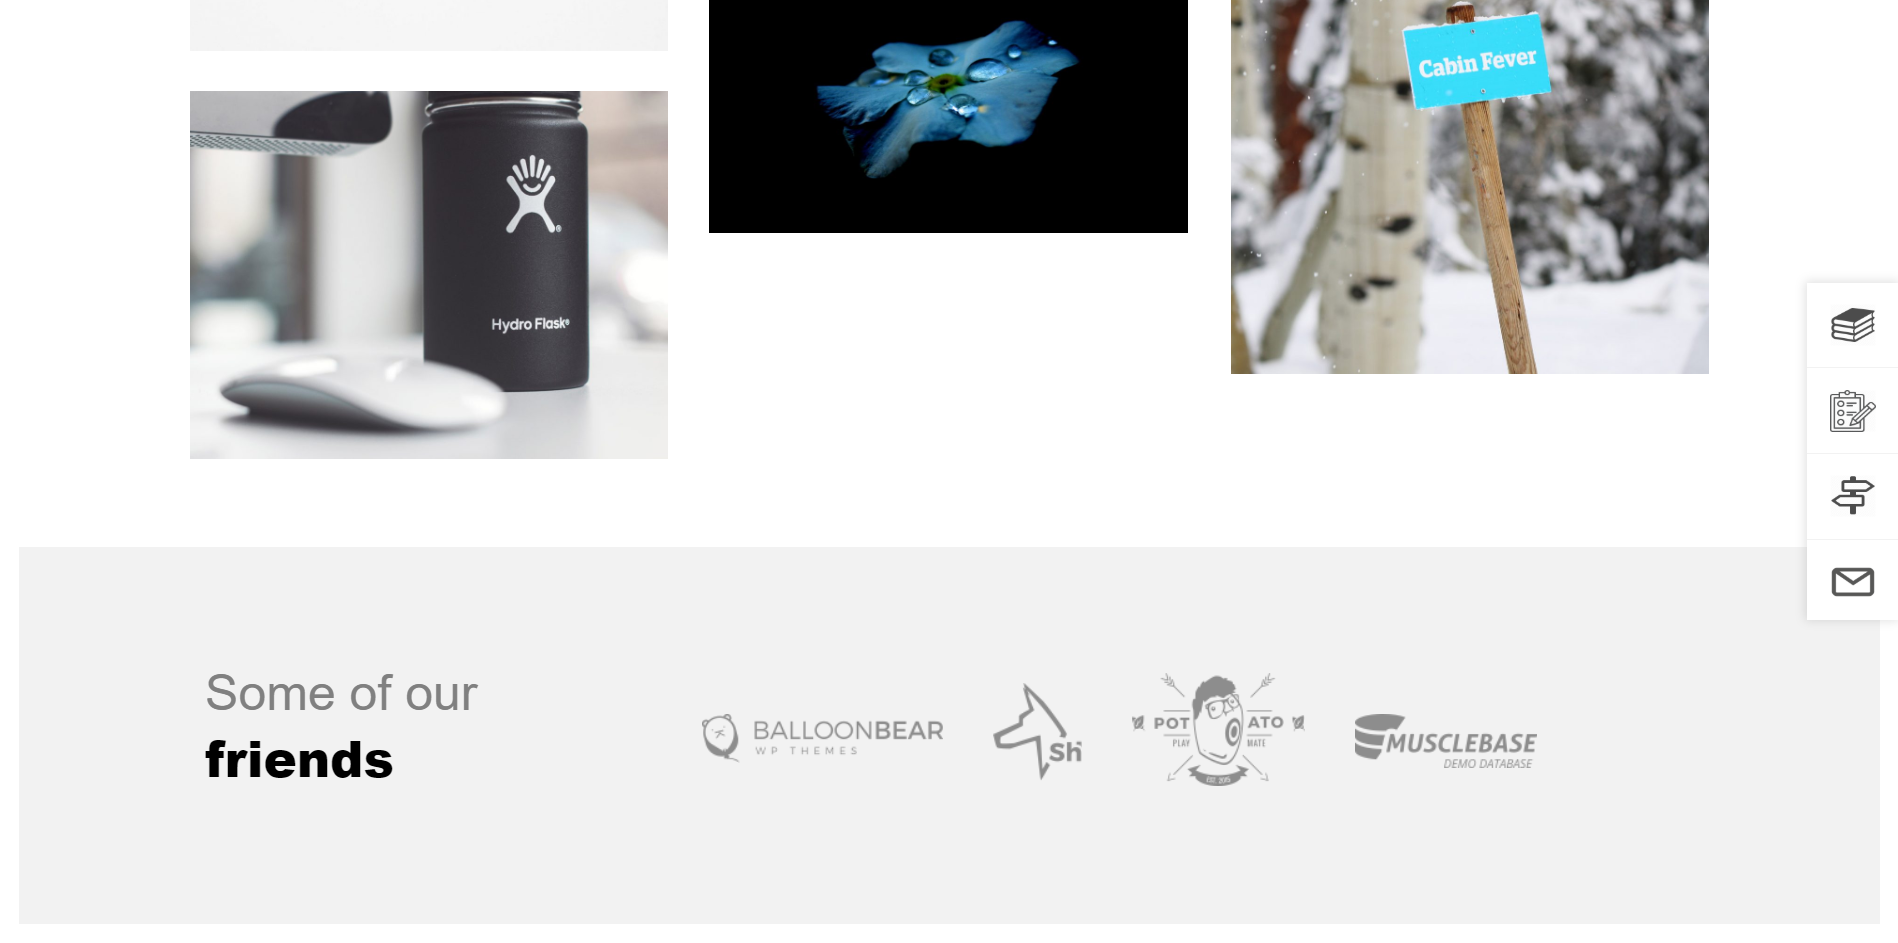 Cabin Fever
Hydro Flask®
Some of our
friends
BALLOONBEAR
WP THEMES
Sh
POT ATO
PLAY MATE
EST. 2015
MUSCLEBASE
DEMO DATABASE